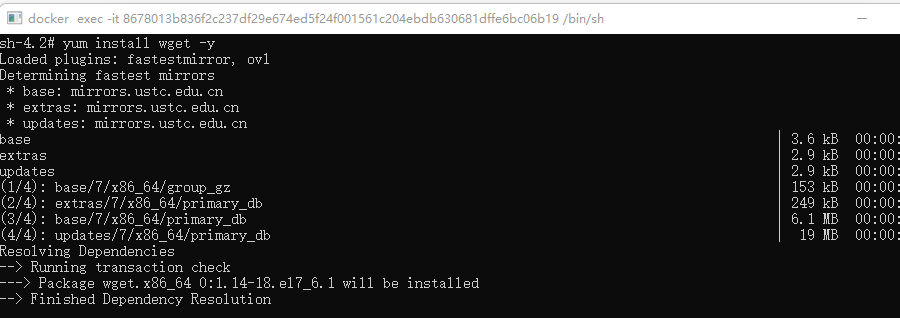 docker exec -it 8678013b836f2c237df29e674ed5f24f001561c204ebdb630681dffe6bc06b19 /bin/sh
sh-4.2# yum install wget -y
Loaded plugins: fastestmirror, ovl
Determining fastest mirrors
 * base: mirrors.ustc.edu.cn
 * extras: mirrors.ustc.edu.cn
 * updates: mirrors.ustc.edu.cn
base | 3.6 kB 00:00:
extras | 2.9 kB 00:00:
updates | 2.9 kB 00:00:
(1/4): base/7/x86_64/group_gz | 153 kB 00:00:
(2/4): extras/7/x86_64/primary_db | 249 kB 00:00:
(3/4): base/7/x86_64/primary_db | 6.1 MB 00:00:
(4/4): updates/7/x86_64/primary_db | 19 MB 00:00:
Resolving Dependencies
--> Running transaction check
---> Package wget.x86_64 0:1.14-18.el7_6.1 will be installed
--> Finished Dependency Resolution